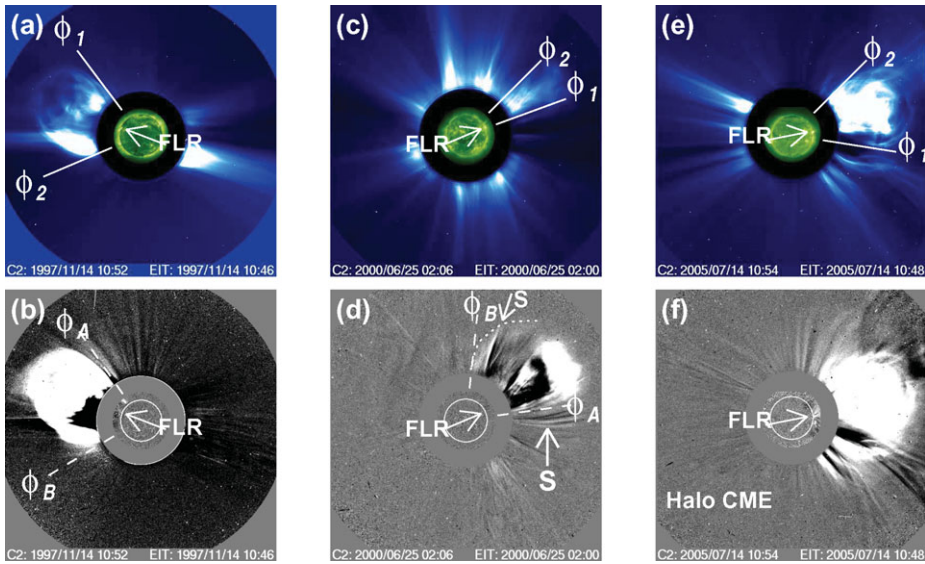 (a)
ϕ1
FLR
ϕ2
C2: 1997/11/14 10:52 EIT: 1997/11/14 10:46
(c)
ϕ2
ϕ1
FLR
C2: 2000/06/25 02:06 EIT: 2000/06/25 02:00
(e)
ϕ2
FLR
ϕ1
C2: 2005/07/14 10:54 EIT: 2005/07/14 10:48
(b)
ϕA
FLR
ϕB
C2: 1997/11/14 10:52 EIT: 1997/11/14 10:46
(d)
ϕB
S
ϕA
FLR
S
C2: 2000/06/25 02:06 EIT: 2000/06/25 02:00
(f)
FLR
Halo CME
C2: 2005/07/14 10:54 EIT: 2005/07/14 10:48